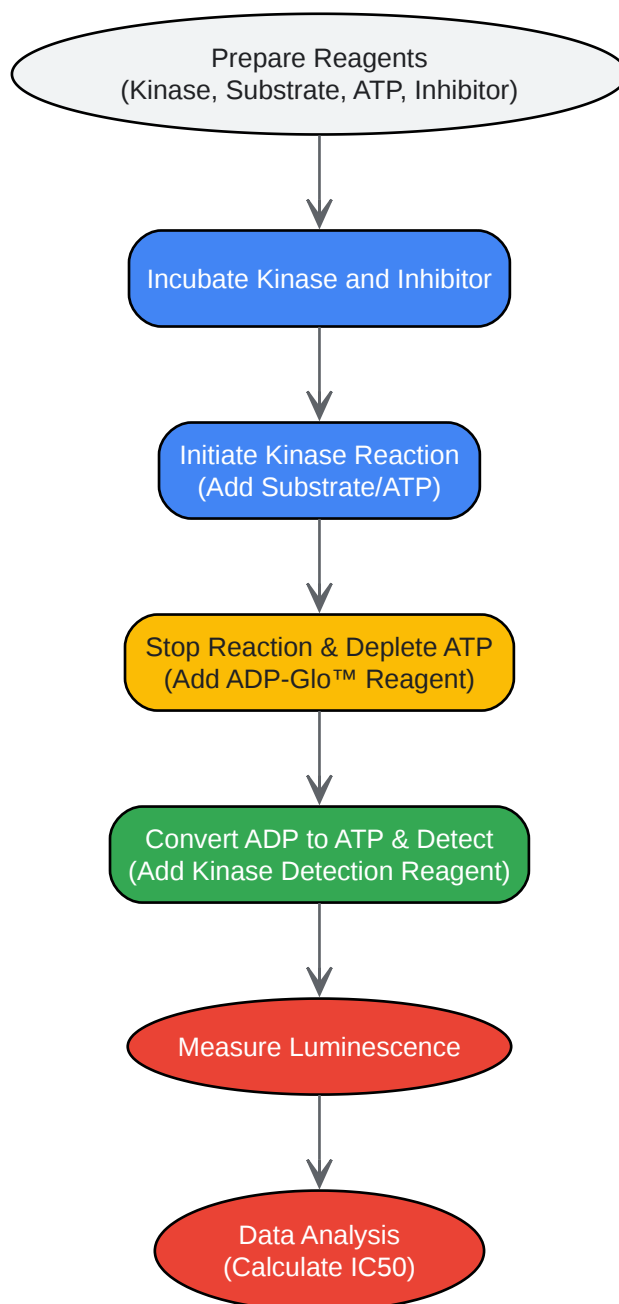 Prepare Reagents
(Kinase, Substrate, ATP, Inhibitor)
Incubate Kinase and Inhibitor
Initiate Kinase Reaction
(Add Substrate/ATP)
Stop Reaction & Deplete ATP
(Add ADP-Glo™ Reagent)
Convert ADP to ATP & Detect
(Add Kinase Detection Reagent)
Measure Luminescence
Data Analysis
(Calculate IC50)